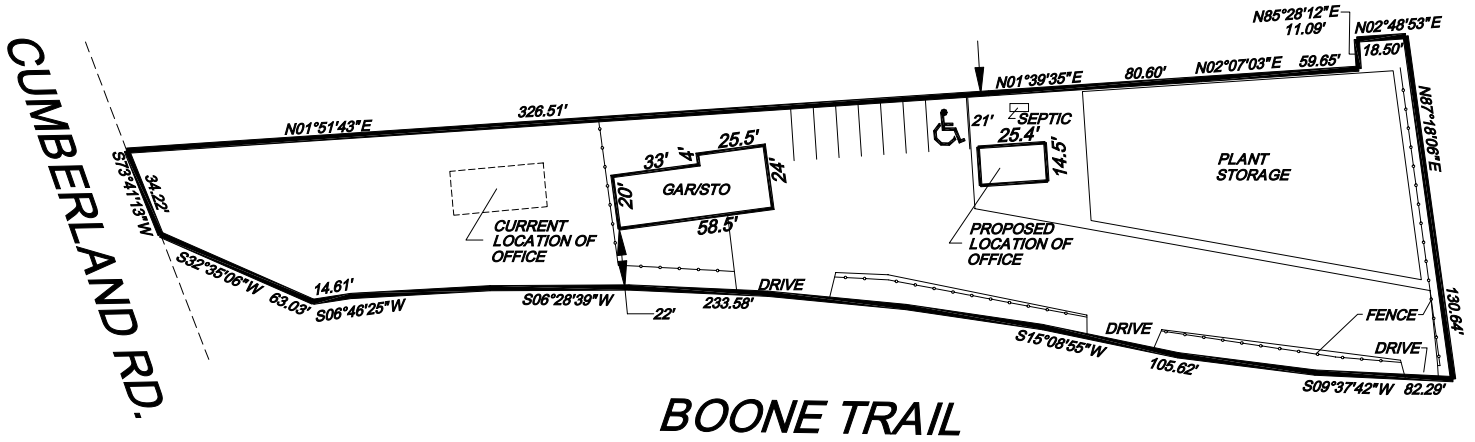 CUMBERLAND RD.
N01°51'43"E
326.51'
N01°39'35"E
80.60'
N02°07'03"E
59.65'
N85°28'12"E
11.09'
N02°48'53"E
18.50'
N87°18'06"E
130.64'
S73°41'13"W
34.22'
S32°35'06"W
63.03'
14.61'
S06°46'25"W
S06°28'39"W
233.58'
22'
S15°08'55"W
105.62'
S09°37'42"W
82.29'
CURRENT
LOCATION OF
OFFICE
33'
4'
25.5'
24'
20'
GAR/STO
58.5'
21'
SEPTIC
25.4'
14.5'
PROPOSED
LOCATION OF
OFFICE
PLANT
STORAGE
DRIVE
DRIVE
FENCE
DRIVE
BOONE TRAIL